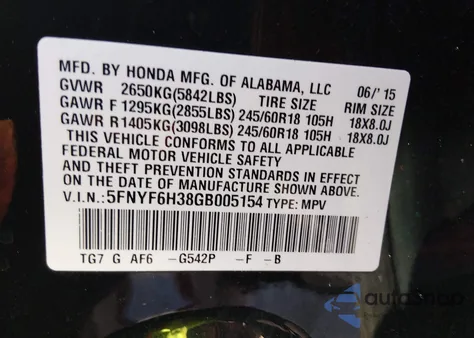 MFD. BY HONDA MFG. OF ALABAMA, LLC 06/'15
GVWR 2650KG(5842LBS) TIRE SIZE RIM SIZE
GAWR F 1295KG(2855LBS) 245/60R18 105H 18X8.0J
GAWR R 1405KG(3098LBS) 245/60R18 105H 18X8.0J
THIS VEHICLE CONFORMS TO ALL APPLICABLE
FEDERAL MOTOR VEHICLE SAFETY
AND THEFT PREVENTION STANDARDS IN EFFECT
ON THE DATE OF MANUFACTURE SHOWN ABOVE.
V.I.N.: 5FNYF6H38GB005154 TYPE: MPV
TG7 G AF6 -G542P -F -B